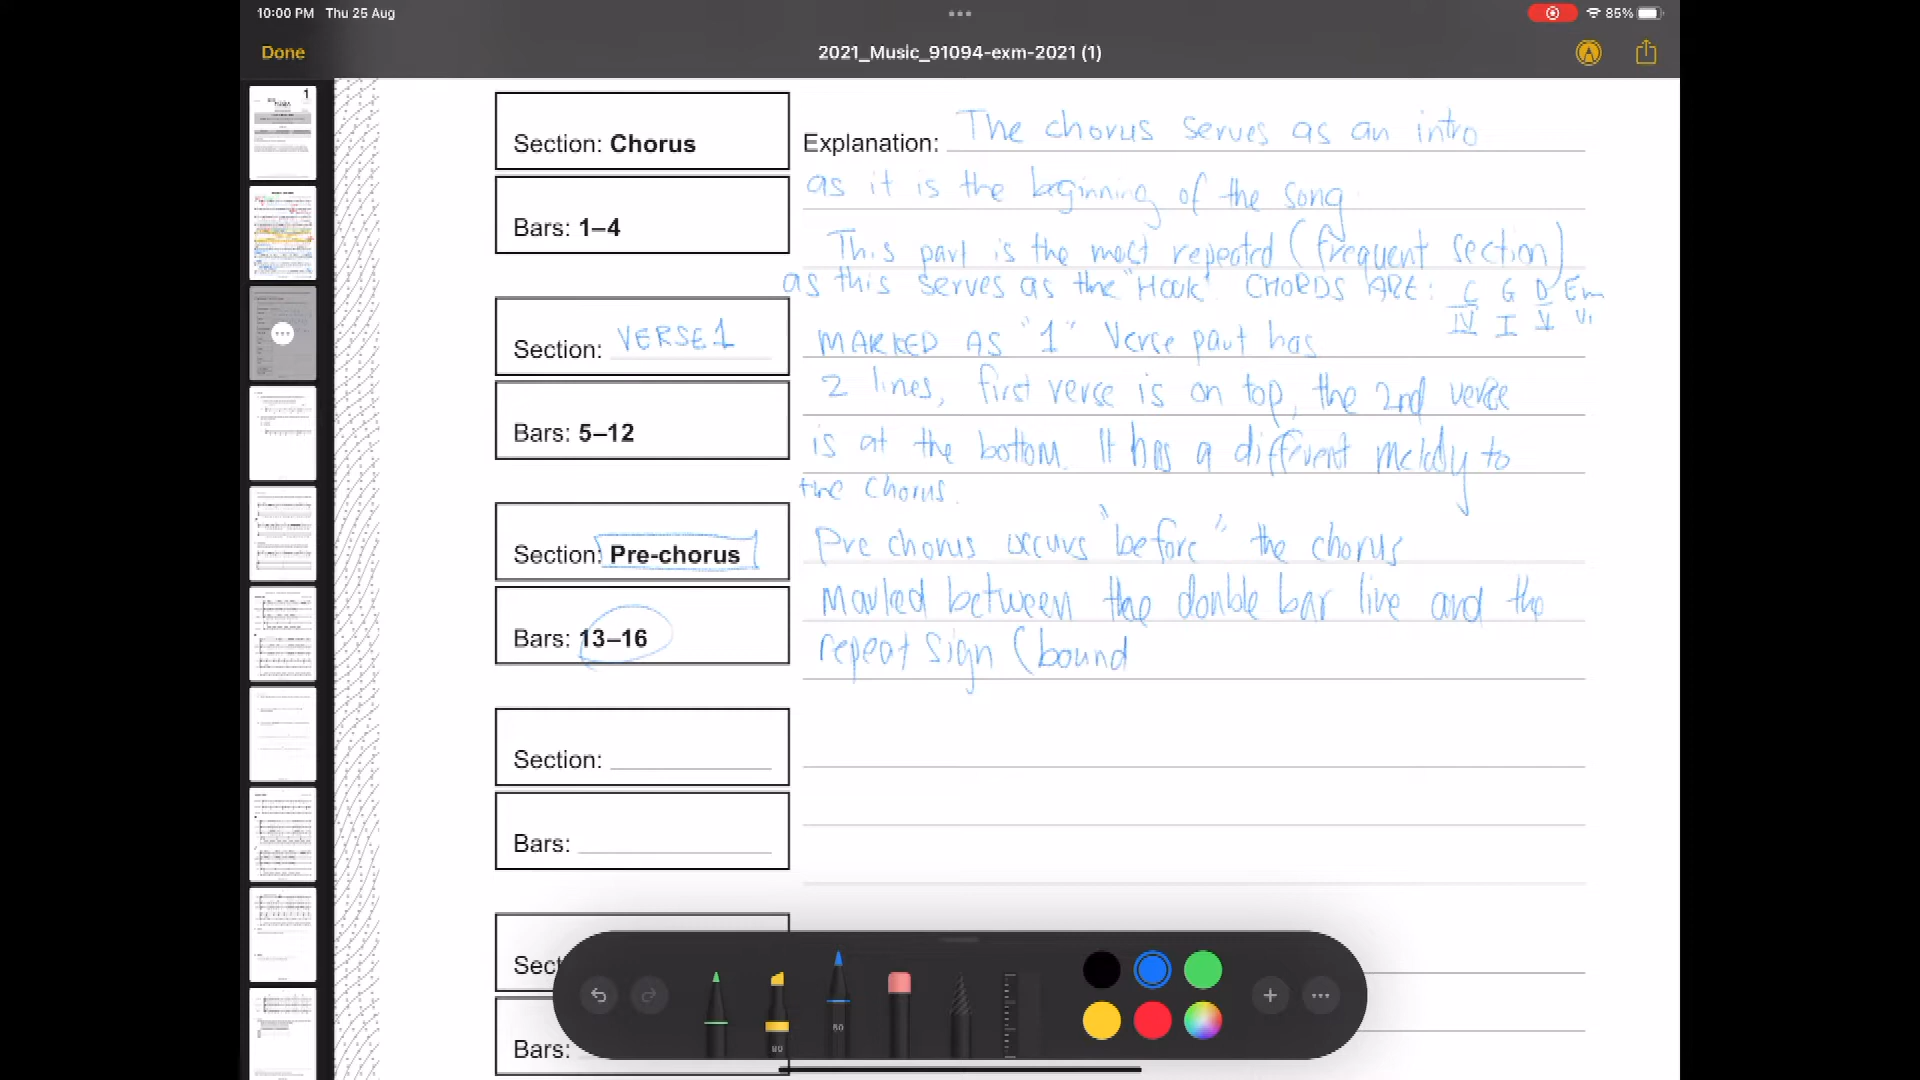 10:00 PM Thu 25 Aug
85%
Done
2021_Music_91094-exm-2021 (1)
1
Section: Chorus
Explanation: The chorus serves as an intro
as it is the beginning of the song
Bars: 1–4
This part is the most repeated (frequent section)
as this serves as the "Hook". CHORDS ARE: C G D Em
IV I V vi
Section: VERSE 1
MARKED AS "1" Verse part has
2 lines, first verse is on top, the 2nd verse
Bars: 5–12
is at the bottom. It has a different melody to
the chorus.
Section: Pre-chorus
Pre chorus occurs "before" the chorus
Bars: 13–16
marked between the double bar line and the
repeat sign (bound
Section:
Bars:
Sect
Bars:
80
50